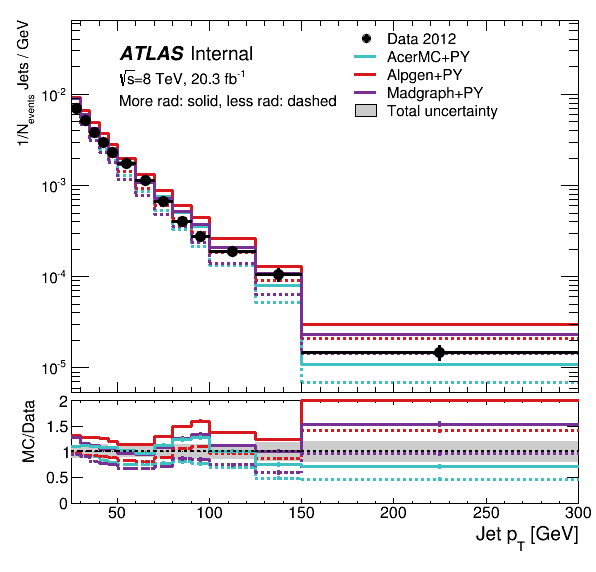 1/N_events Jets / GeV
ATLAS Internal
√s=8 TeV, 20.3 fb⁻¹
More rad: solid, less rad: dashed
Data 2012
AcerMC+PY
Alpgen+PY
Madgraph+PY
Total uncertainty
10⁻²
10⁻³
10⁻⁴
10⁻⁵
MC/Data
2
1.5
1
0.5
0
50 100 150 200 250 300
Jet p_T [GeV]